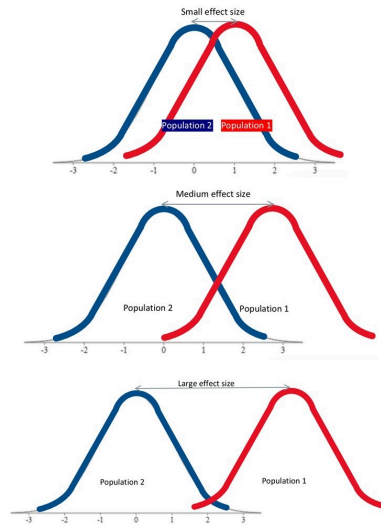 Small effect size
Population 2 Population 1
-3 -2 -1 0 1 2 3
Medium effect size
Population 2 Population 1
-3 -2 -1 0 1 2 3
Large effect size
Population 2 Population 1
-3 -2 -1 0 1 2 3